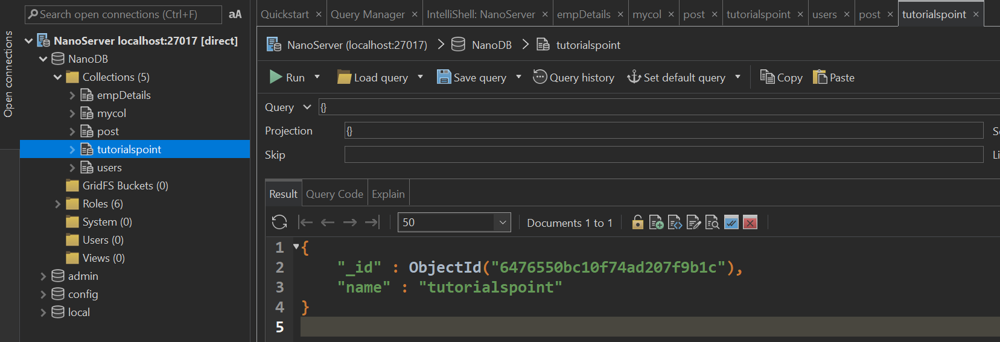 Open connections
Search open connections (Ctrl+F) aA
NanoServer localhost:27017 [direct]
NanoDB
Collections (5)
empDetails
mycol
post
tutorialspoint
users
GridFS Buckets (0)
Roles (6)
System (0)
Users (0)
Views (0)
admin
config
local
Quickstart × Query Manager × IntelliShell: NanoServer × empDetails × mycol × post × tutorialspoint × users × post × tutorialspoint ×
NanoServer (localhost:27017) > NanoDB > tutorialspoint
Run Load query Save query Query history Set default query Copy Paste
Query {}
Projection {}
Skip
Result Query Code Explain
50 Documents 1 to 1
1 {
2 "_id" : ObjectId("6476550bc10f74ad207f9b1c"),
3 "name" : "tutorialspoint"
4 }
5